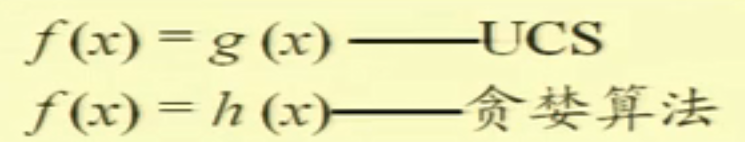 f(x) = g (x) ——UCS
f(x) = h (x)——贪婪算法